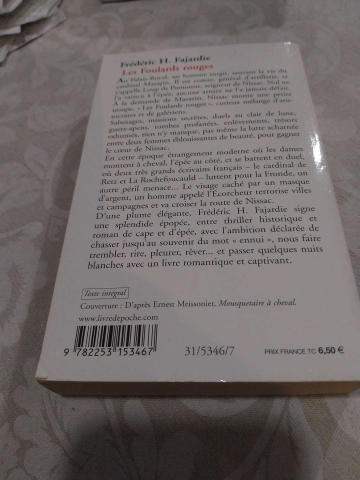 Frédéric H. Fajardie
Les Foulards rouges
Au Palais-Royal, un homme surgit, sauvant la vie du
cardinal Mazarin. Il est comte, général d'artillerie, et
s'appelle Loup de Pomonne, seigneur de Nissac. Nul ne
l'a vaincu à l'épée, aucune armée ne l'a jamais défait.
À la demande de Mazarin, Nissac monte une petite
troupe, « Les Foulards rouges », curieux mélange d'aris-
tocrates et de galériens.
Sabotages, missions secrètes, duels au clair de lune,
guets-apens, tombes profanées, enlèvements, trésors
exhumés, rien n'y manque, pas même la lutte acharnée
entre deux femmes éblouissantes de beauté, pour gagner
le cœur de Nissac.
En cette époque étrangement moderne où les dames
montent à cheval, l'épée au côté, et se battent en duel,
où deux très grands écrivains français – le cardinal de
Retz et La Rochefoucauld – luttent pour la Fronde, un
autre péril menace... Le visage caché par un masque
d'argent, un homme appelé l'Écorcheur terrorise villes
et campagnes et va croiser la route de Nissac.
D'une plume élégante, Frédéric H. Fajardie signe
une splendide épopée, entre thriller historique et
roman de cape et d'épée, avec l'ambition déclarée de
chasser jusqu'au souvenir du mot « ennui », nous faire
trembler, rire, pleurer, rêver... et passer quelques nuits
blanches avec un livre romantique et captivant.
Texte intégral
Couverture : D'après Ernest Meissonier, Mousquetaire à cheval.
www.livredepoche.com
9 782253 153467
31/5346/7
PRIX FRANCE TC 6,50 €